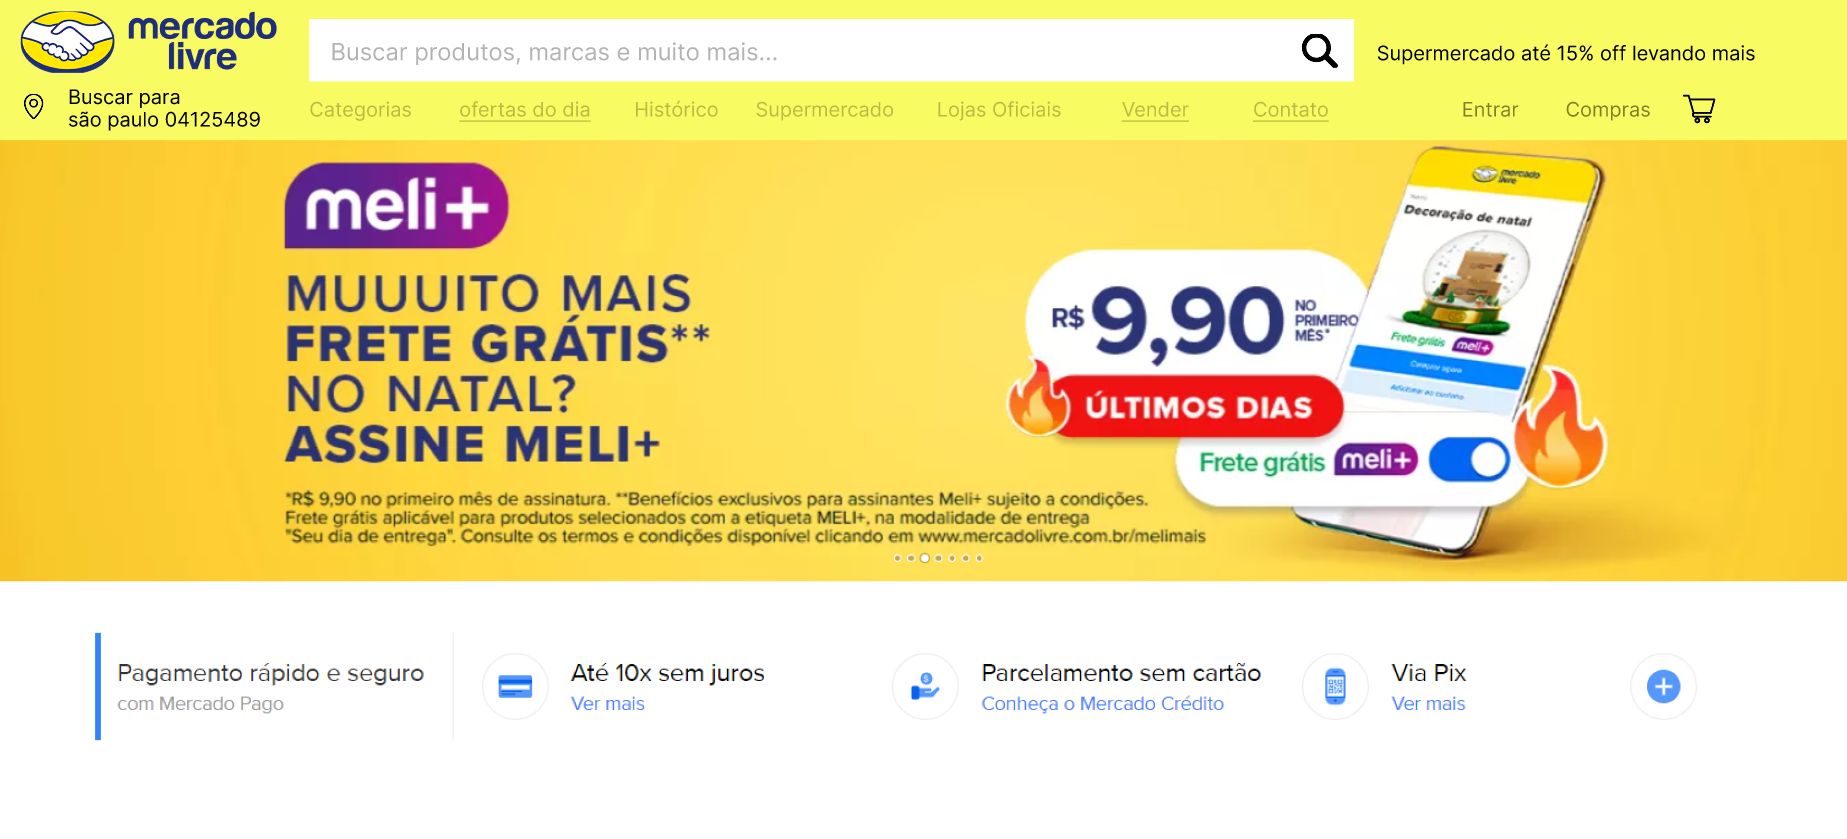 mercado
livre
Buscar produtos, marcas e muito mais...
Supermercado até 15% off levando mais
Buscar para
são paulo 04125489
Categorias ofertas do dia Histórico Supermercado Lojas Oficiais Vender Contato Entrar Compras
meli+
MUUUITO MAIS
FRETE GRÁTIS**
NO NATAL?
ASSINE MELI+
*R$ 9,90 no primeiro mês de assinatura. **Benefícios exclusivos para assinantes Meli+ sujeito a condições.
Frete grátis aplicável para produtos selecionados com a etiqueta MELI+, na modalidade de entrega
"Seu dia de entrega". Consulte os termos e condições disponível clicando em www.mercadolivre.com.br/melimais
R$ 9,90
NO
PRIMEIRO
MÊS*
ÚLTIMOS DIAS
mercado
livre
Decoração de natal
Frete grátis meli+
Comprar agora
Adicionar ao carrinho
Frete grátis meli+
Pagamento rápido e seguro
com Mercado Pago
Até 10x sem juros
Ver mais
Parcelamento sem cartão
Conheça o Mercado Crédito
Via Pix
Ver mais